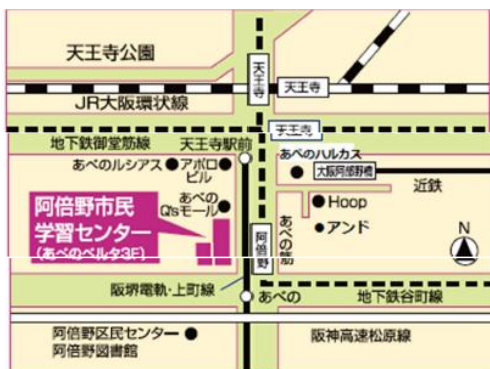 天王寺公園
天王寺
天王寺
JR大阪環状線
天王寺
地下鉄御堂筋線
天王寺駅前
あべのハルカス
大阪阿部野橋
近鉄
あべのルシアス
アポロ
ビル
あべの
Q'sモール
Hoop
アンド
阿倍野市民
学習センター
(あべのベルタ3F)
阿倍野
あべの筋
N
阪堺電軌・上町線
あべの
地下鉄谷町線
阿倍野区民センター
阿倍野図書館
阪神高速松原線